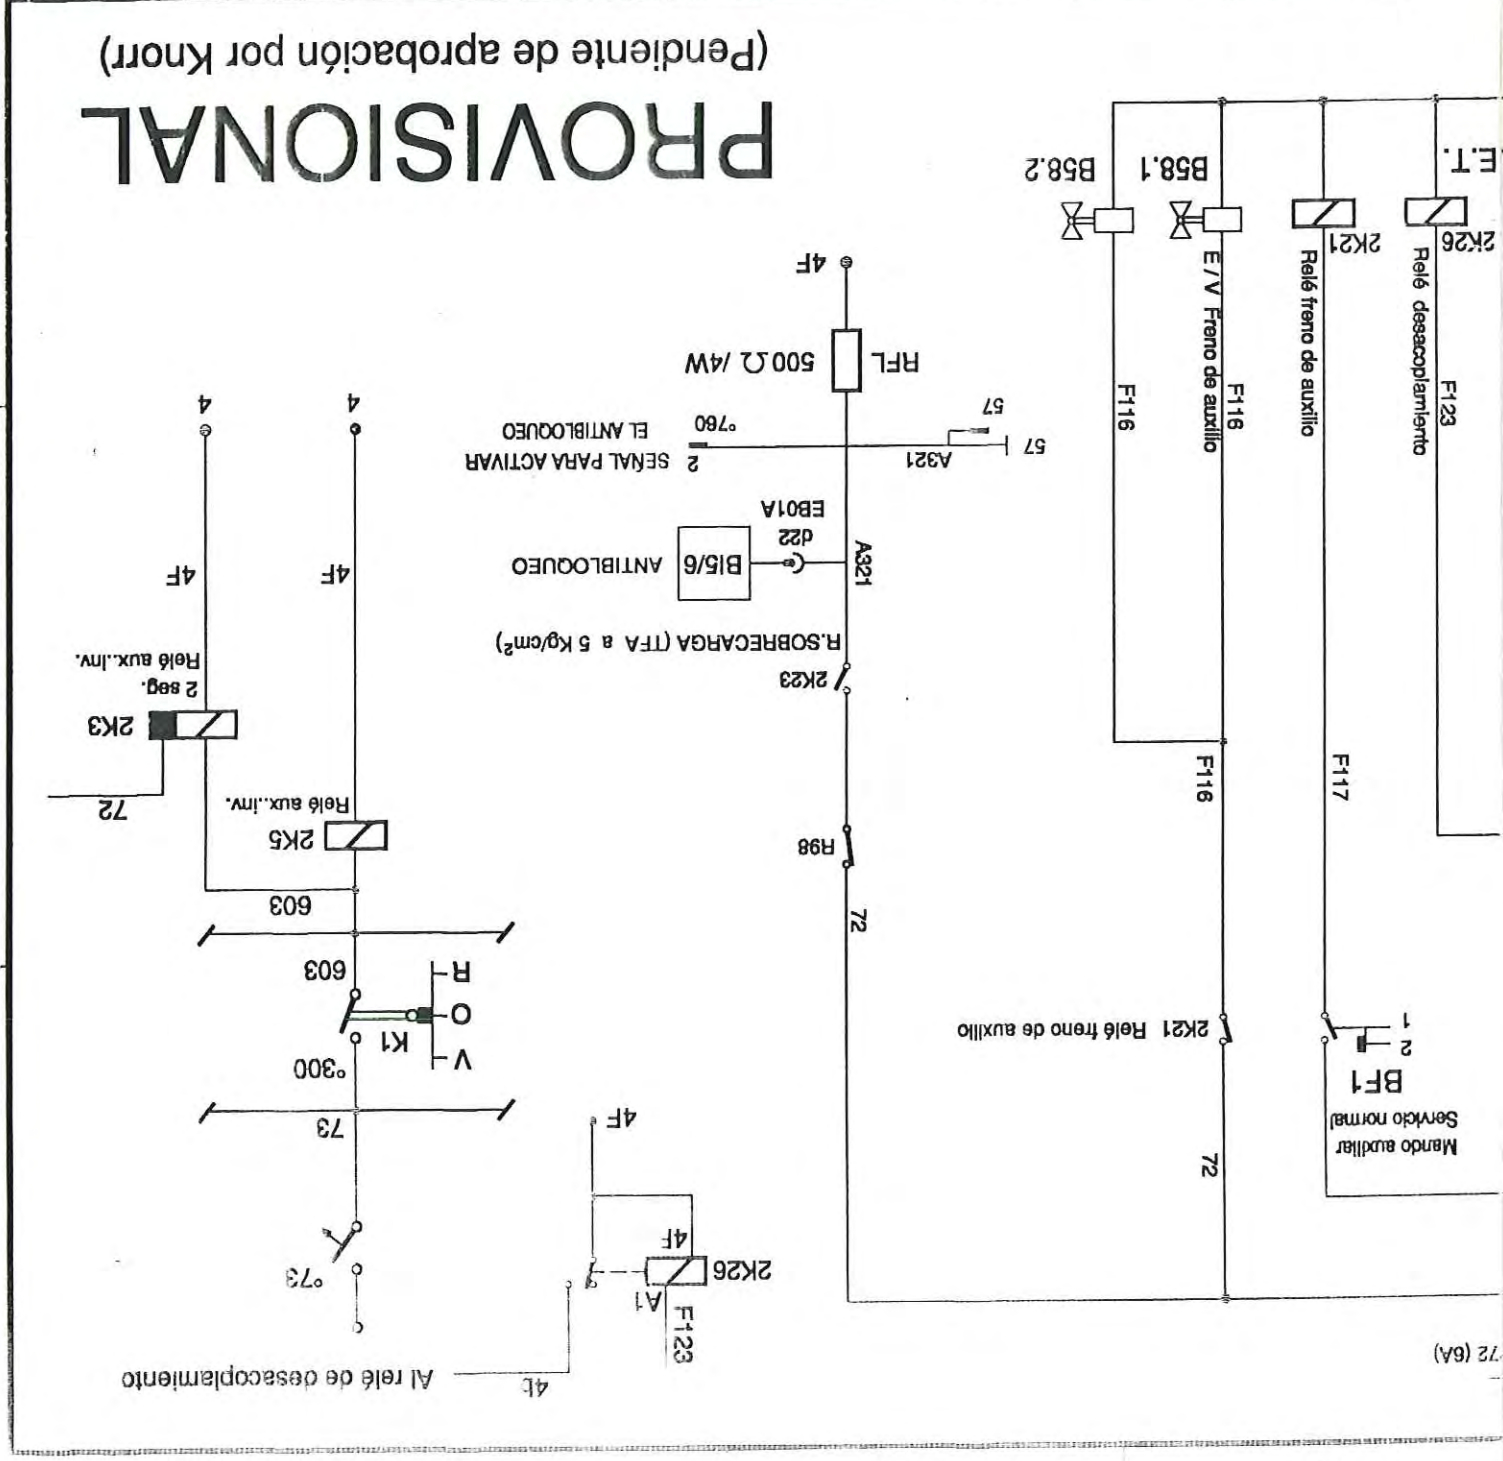 72 (6A)
4b
Al relé de desacoplamiento
F123
A1
2K26
4F
4F
°73
73
Mando auxiliar
Servicio normal
BF1
2
1
72
2K21 Relé freno de auxilio
°300
V
O
R
K1
603
603
72
R98
F117
F116
2K5
Relé aux..inv.
72
2K3
2 seg.
Relé aux..Inv.
2K23
R.SOBRECARGA (TFA a 5 Kg/cm²)
A321
d22
EB01A
BI5/6
ANTIBLOQUEO
4F
4F
57
A321
57
2
°760
SEÑAL PARA ACTIVAR
EL ANTIBLOQUEO
4
4
F123
Relé desacoplamiento
Relé freno de auxilio
F116
E / V Freno de auxilio
F116
RFL
500Ω /4W
4F
2K26
2K21
E.T.
B58.1
B58.2
PROVISIONAL
(Pendiente de aprobación por Knorr)